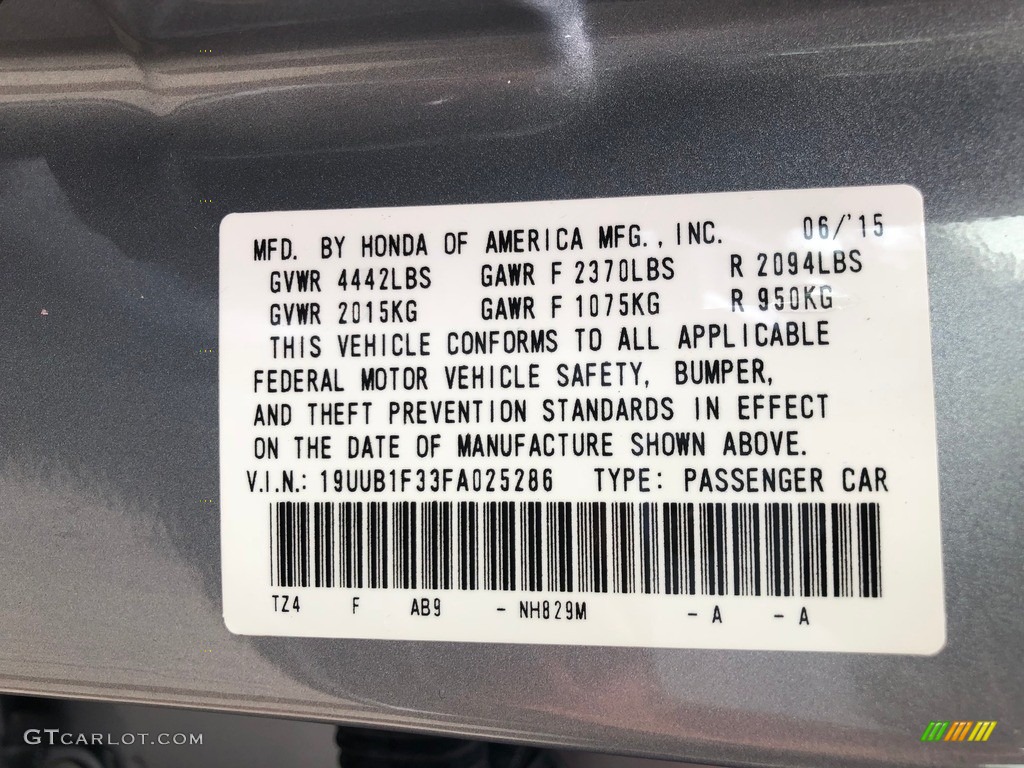 MFD. BY HONDA OF AMERICA MFG., INC. 06/'15
GVWR 4442LBS GAWR F 2370LBS R 2094LBS
GVWR 2015KG GAWR F 1075KG R 950KG
THIS VEHICLE CONFORMS TO ALL APPLICABLE
FEDERAL MOTOR VEHICLE SAFETY, BUMPER,
AND THEFT PREVENTION STANDARDS IN EFFECT
ON THE DATE OF MANUFACTURE SHOWN ABOVE.
V.I.N.: 19UUB1F33FA025286 TYPE: PASSENGER CAR
TZ4 F AB9 - NH829M - A - A
GTCARLOT.COM